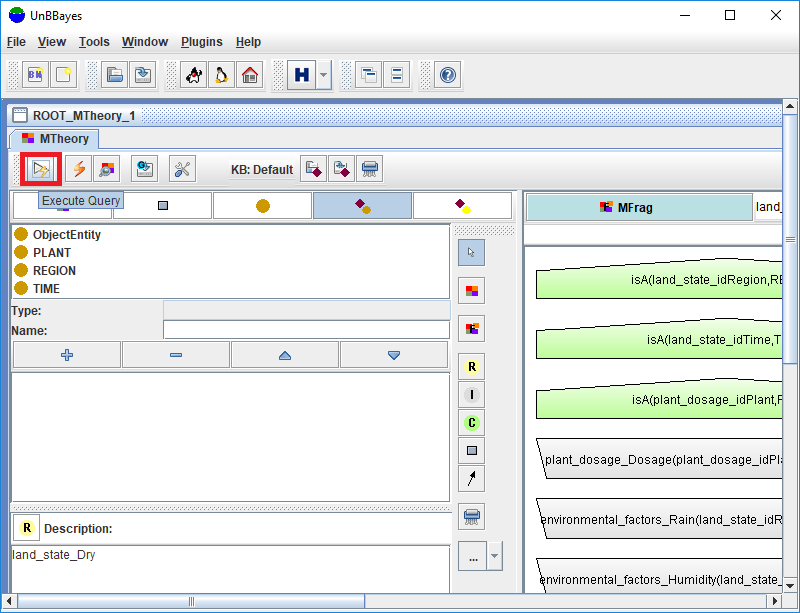 UnBBayes
File View Tools Window Plugins Help
BN
H
ROOT_MTheory_1
MTheory
KB: Default
Execute Query
MFrag
land_
ObjectEntity
PLANT
REGION
TIME
Type:
Name:
R
I
C
...
isA(land_state_idRegion,RE
isA(land_state_idTime,T
isA(plant_dosage_idPlant,P
plant_dosage_Dosage(plant_dosage_idPla
environmental_factors_Rain(land_state_idR
environmental_factors_Humidity(land_state_
R Description:
land_state_Dry